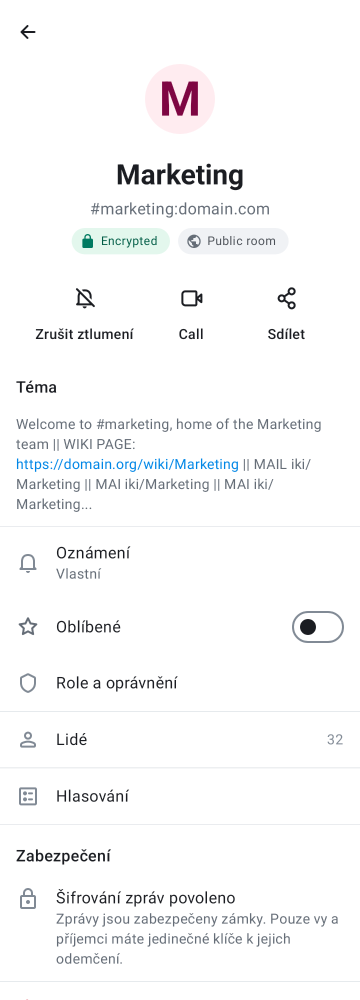 M
Marketing
#marketing:domain.com
Encrypted
Public room
Zrušit ztlumení
Call
Sdílet
Téma
Welcome to #marketing, home of the Marketing
team || WIKI PAGE:
https://domain.org/wiki/Marketing || MAIL iki/
Marketing || MAI iki/Marketing || MAI iki/
Marketing...
Oznámení
Vlastní
Oblíbené
Role a oprávnění
Lidé
32
Hlasování
Zabezpečení
Šifrování zpráv povoleno
Zprávy jsou zabezpečeny zámky. Pouze vy a
příjemci máte jedinečné klíče k jejich
odemčení.